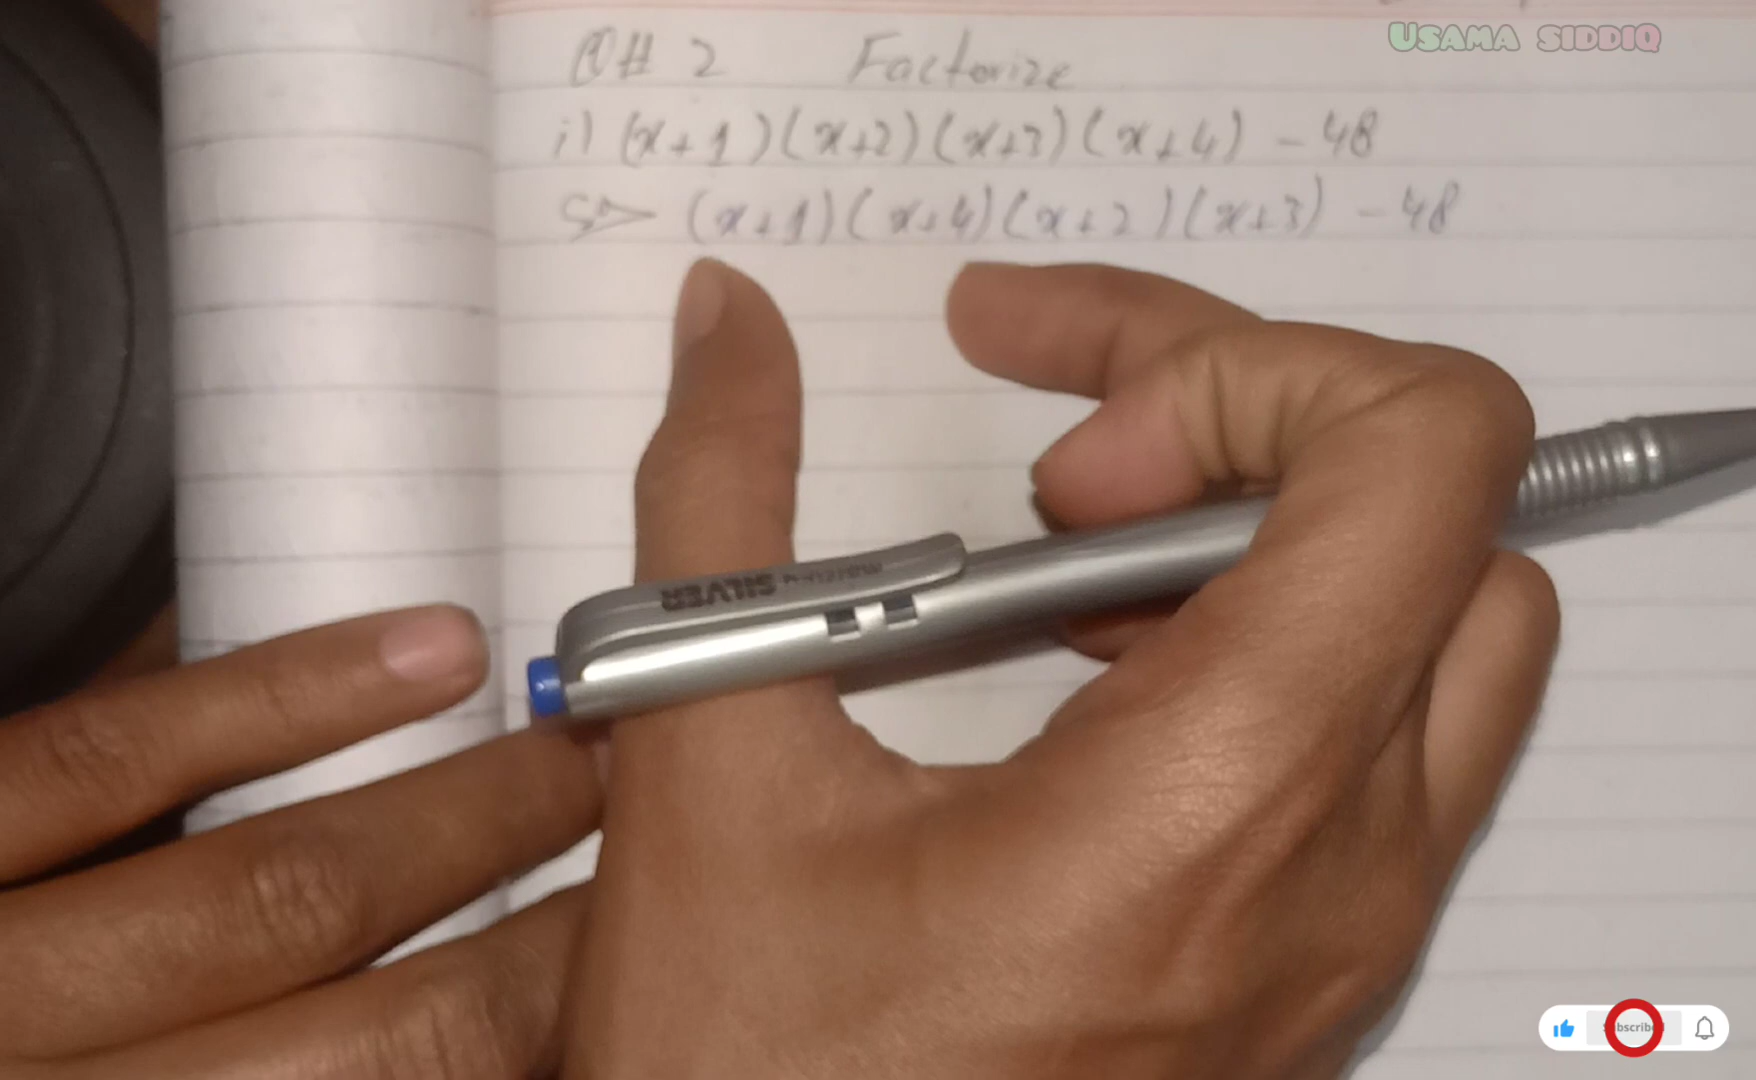 USAMA SIDDIQ
Q# 2 Factorize
i) (x+1)(x+2)(x+3)(x+4) - 48
(x+1)(x+4)(x+2)(x+3) - 48
SILVER